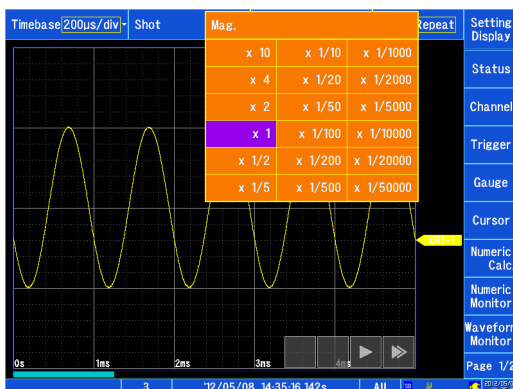 Timebase 200µs/div Shot Mag. Repeat
x 10 x 1/10 x 1/1000
x 4 x 1/20 x 1/2000
x 2 x 1/50 x 1/5000
x 1 x 1/100 x 1/10000
x 1/2 x 1/200 x 1/20000
x 1/5 x 1/500 x 1/50000
Setting
Display
Status
Channel
Trigger
Gauge
Cursor
Numeric
Calc.
Numeric
Monitor
Waveform
Monitor
Page 1/2
CH1-1
0s 1ms 2ms 3ms 4ms
3 '12/05/08 14:35:16.142s All SD